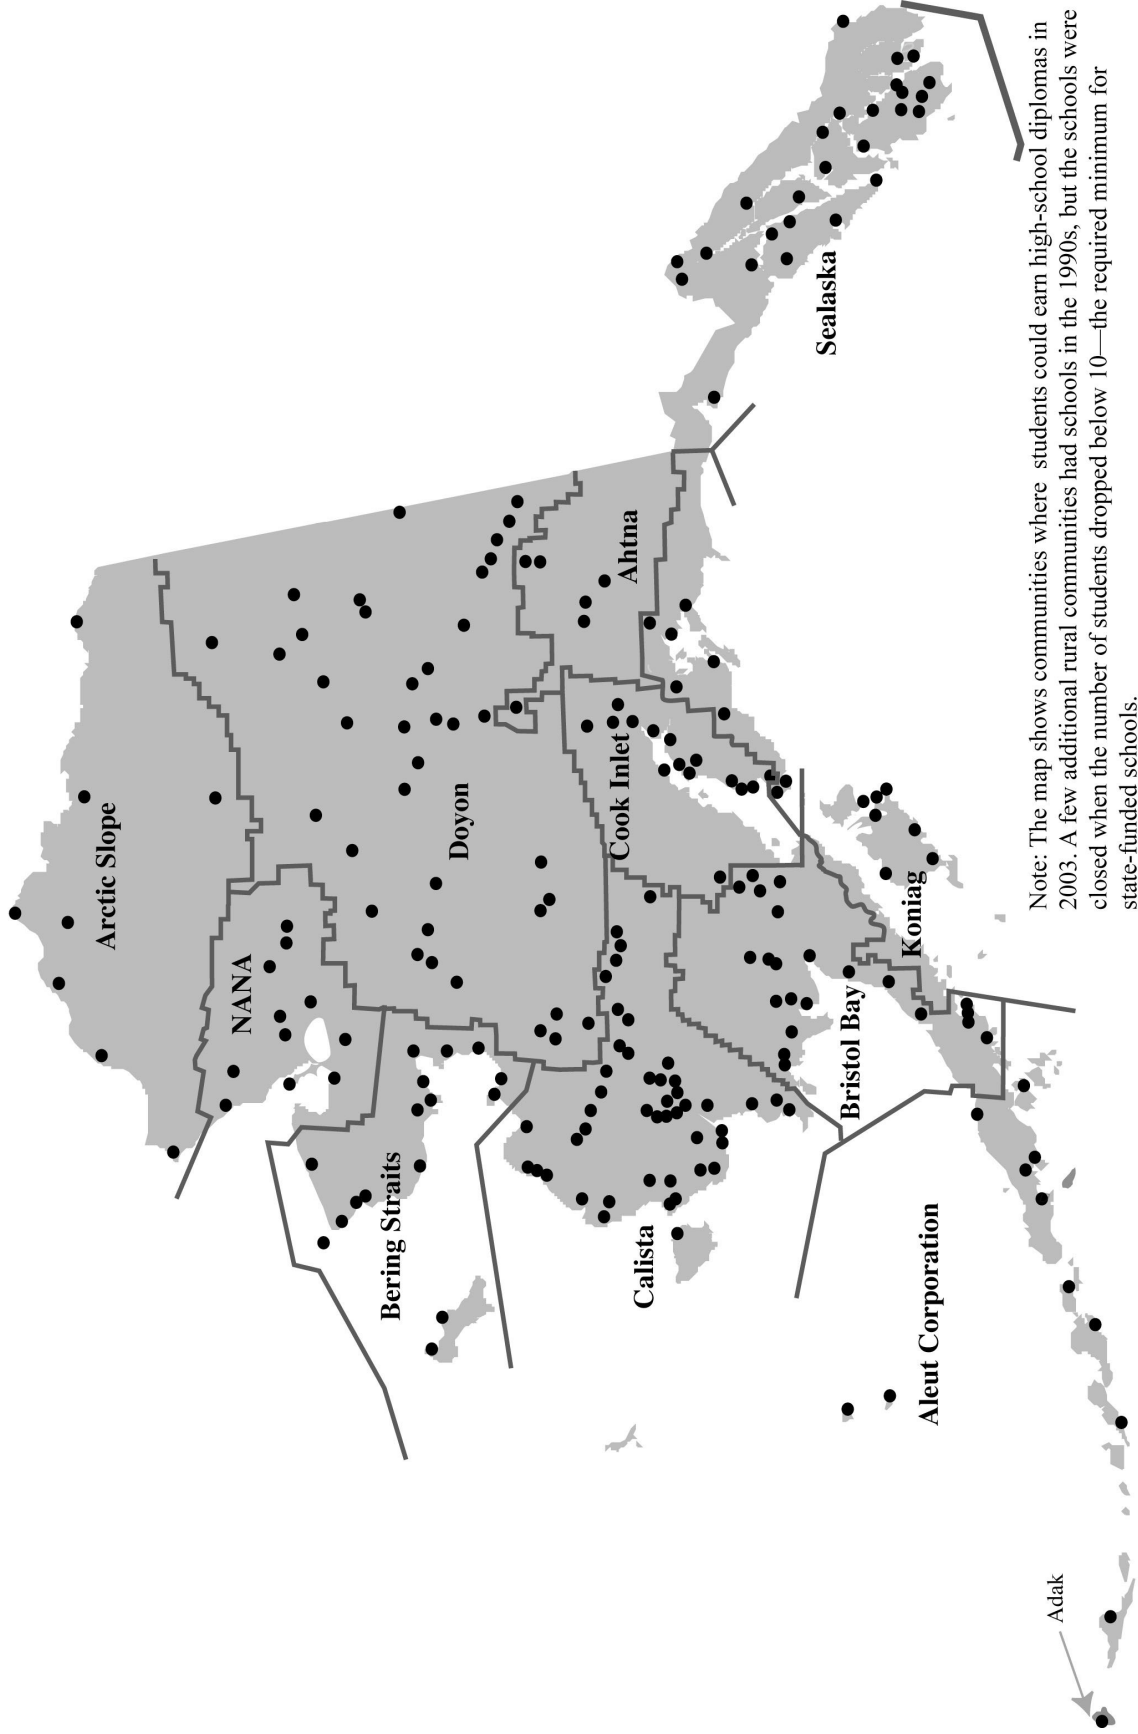 Arctic Slope
NANA
Bering Straits
Doyon
Calista
Cook Inlet
Ahtna
Bristol Bay
Koniag
Aleut Corporation
Sealaska
Adak
Note: The map shows communities where students could earn high-school diplomas in
2003. A few additional rural communities had schools in the 1990s, but the schools were
closed when the number of students dropped below 10—the required minimum for
state-funded schools.